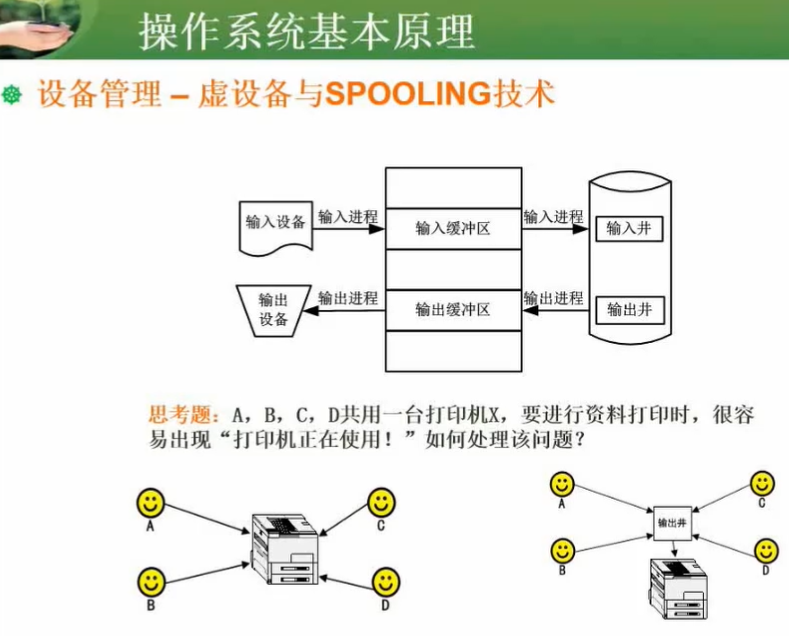 操作系统基本原理
设备管理 – 虚设备与SPOOLING技术
输入设备
输入进程
输入缓冲区
输入进程
输入井
输出
设备
输出进程
输出缓冲区
输出进程
输出井
思考题：A，B，C，D共用一台打印机X，要进行资料打印时，很容
易出现“打印机正在使用！”如何处理该问题？
A
C
B
D
A
C
输出井
B
D